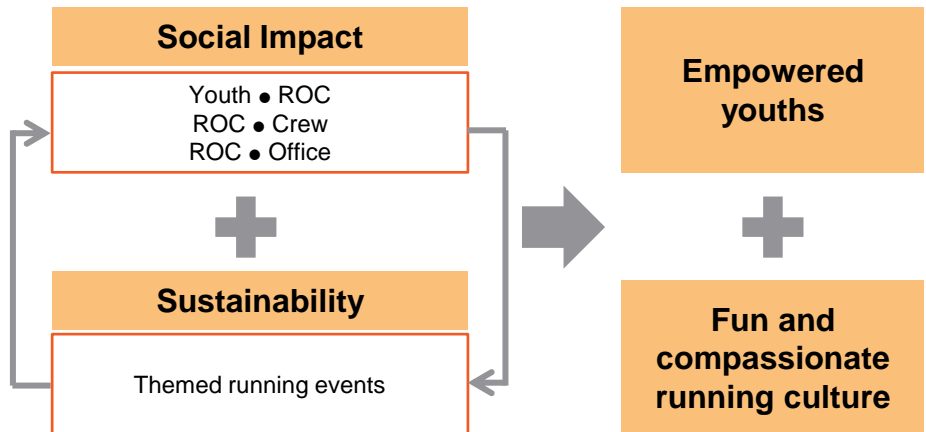 Social Impact
Youth ● ROC
ROC ● Crew
ROC ● Office
Sustainability
Themed running events
Empowered
youths
Fun and
compassionate
running culture